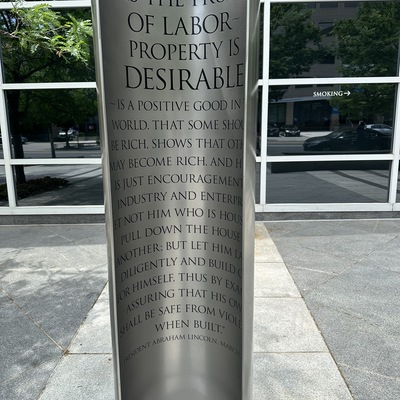 OF LABOR-
PROPERTY IS
DESIRABLE
-IS A POSITIVE GOOD IN
WORLD. THAT SOME
BE RICH, SHOWS THAT
MAY BECOME RICH, AND
IS JUST ENCOURAGEMENT
INDUSTRY AND
NOT HIM WHO IS
PULL DOWN THE HOUSE
ANOTHER; BUT LET HIM
DILIGENTLY AND BUILD
FOR HIMSELF, THUS BY
ASSURING THAT HIS
SHALL BE SAFE FROM
WHEN BUILT."
ABRAHAM LINCOLN,
SMOKING→